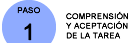 PASO
1
COMPRENSIÓN
Y ACEPTACIÓN
DE LA TAREA